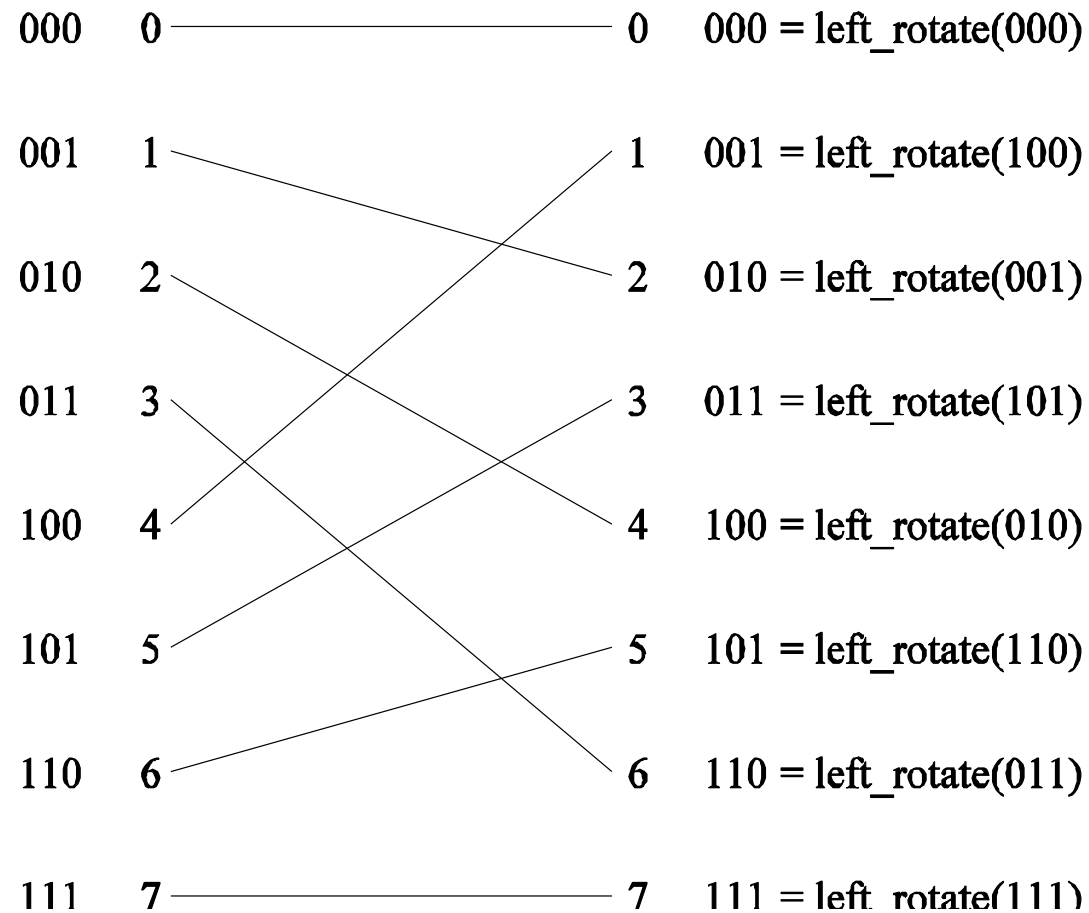 000 0 0 000 = left_rotate(000)
001 1 1 001 = left_rotate(100)
010 2 2 010 = left_rotate(001)
011 3 3 011 = left_rotate(101)
100 4 4 100 = left_rotate(010)
101 5 5 101 = left_rotate(110)
110 6 6 110 = left_rotate(011)
111 7 7 111 = left_rotate(111)